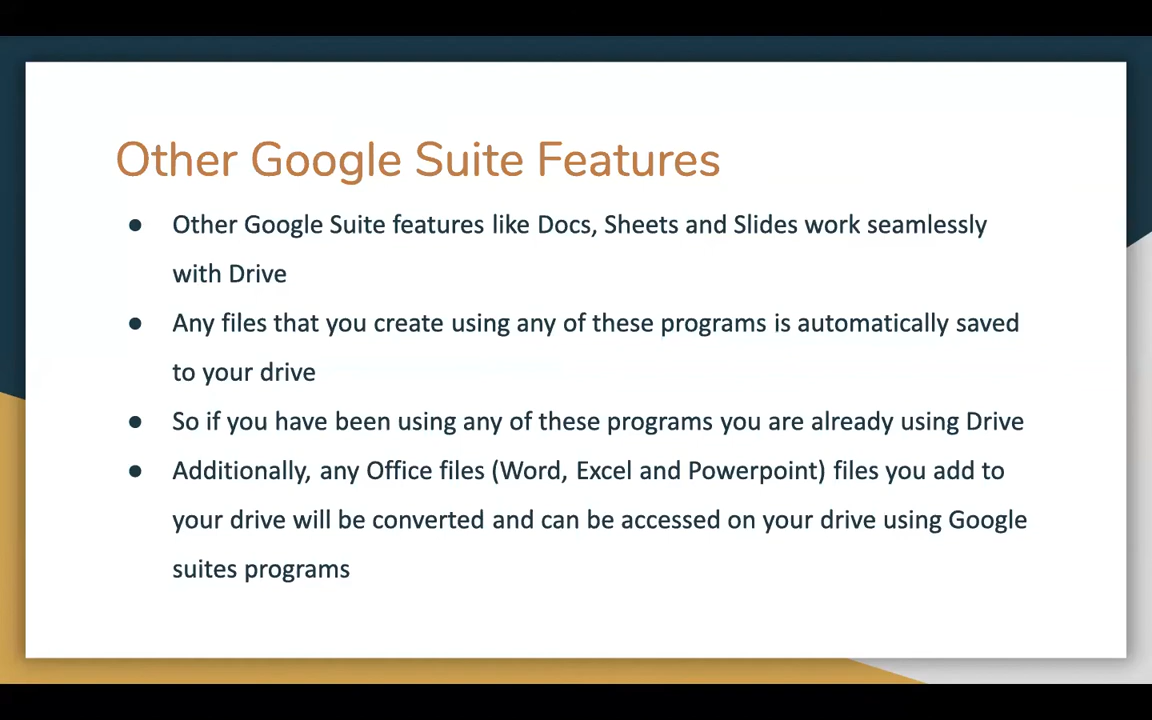 Other Google Suite Features
● Other Google Suite features like Docs, Sheets and Slides work seamlessly
with Drive
● Any files that you create using any of these programs is automatically saved
to your drive
● So if you have been using any of these programs you are already using Drive
● Additionally, any Office files (Word, Excel and Powerpoint) files you add to
your drive will be converted and can be accessed on your drive using Google
suites programs